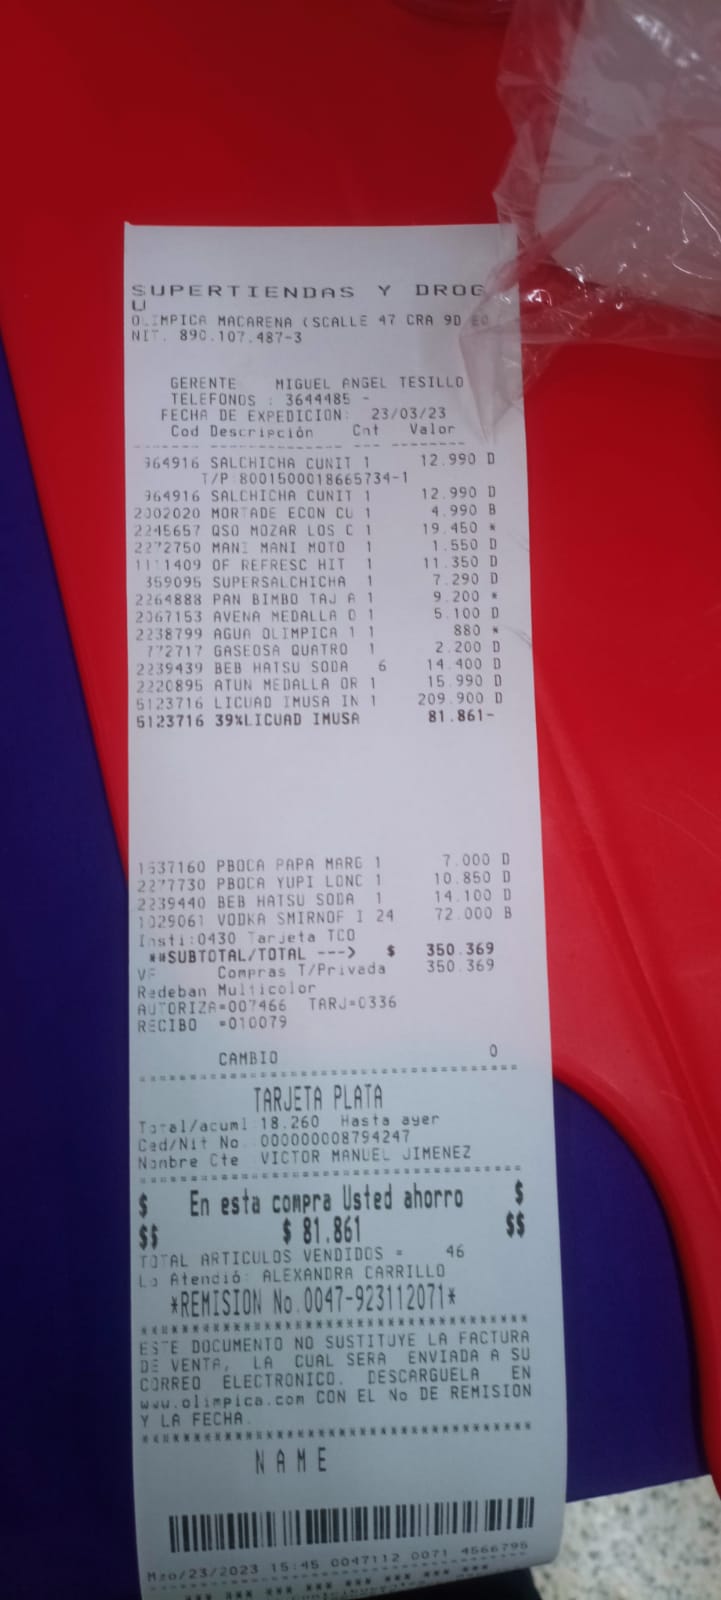 SUPERTIENDAS Y DROG
U
OLIMPICA MACARENA (SCALLE 47 CRA 9D EQ
NIT. 890.107.487-3
GERENTE MIGUEL ANGEL TESILLO
TELEFONOS : 3644485 -
FECHA DE EXPEDICION: 23/03/23
Cod Descripción Cnt Valor
964916 SALCHICHA CUNIT 1 12.990 D
T/P:8001500018665734-1
964916 SALCHICHA CUNIT 1 12.990 D
2002020 MORTADE ECON CU 1 4.990 B
2245657 QSO MOZAR LOS C 1 19.450 *
2272750 MANI MANI MOTO 1 1.550 D
1111409 OF REFRESC HIT 1 11.350 D
359095 SUPERSALCHICHA 1 7.290 D
2264888 PAN BIMBO TAJ A 1 9.200 *
2067153 AVENA MEDALLA O 1 5.100 D
2238799 AGUA OLIMPICA 1 1 880 *
772717 GASEOSA QUATRO 1 2.200 D
2239439 BEB HATSU SODA 6 14.400 D
2220895 ATUN MEDALLA OR 1 15.990 D
5123716 LICUAD IMUSA IN 1 209.900 D
5123716 39%LICUAD IMUSA 81.861-
1637160 PBOCA PAPA MARG 1 7.000 D
2277730 PBOCA YUPI LONC 1 10.850 D
2239440 BEB HATSU SODA 1 14.100 D
1029061 VODKA SMIRNOF I 24 72.000 B
Insti:0430 Tarjeta TCO
**SUBTOTAL/TOTAL ---> $ 350.369
VF Compras T/Privada 350.369
Redeban Multicolor
AUTORIZA=007466 TARJ=0336
RECIBO =010079
CAMBIO 0
TARJETA PLATA
Total/acuml 18.260 Hasta ayer
Ced/Nit No. 000000008794247
Nombre Cte VICTOR MANUEL JIMENEZ
$ En esta compra Usted ahorro $
$$ $ 81.861 $$
TOTAL ARTICULOS VENDIDOS = 46
Lo Atendió: ALEXANDRA CARRILLO
*REMISION No.0047-923112071*
ESTE DOCUMENTO NO SUSTITUYE LA FACTURA
DE VENTA, LA CUAL SERA ENVIADA A SU
CORREO ELECTRONICO. DESCARGUELA EN
www.olimpica.com CON EL No DE REMISION
Y LA FECHA.
NAME
Mzo/23/2023 15:45 0047112 0071 4566795